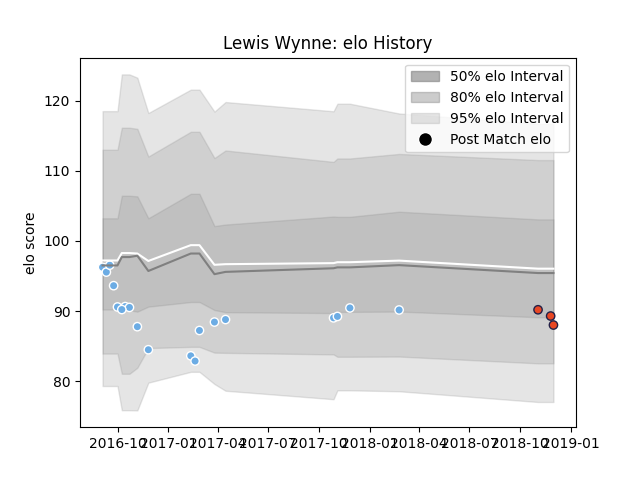 Lewis Wynne: elo History
50% elo Interval
80% elo Interval
95% elo Interval
Post Match elo
elo score
120
110
100
90
80
2016-10 2017-01 2017-04 2017-07 2017-10 2018-01 2018-04 2018-07 2018-10 2019-01